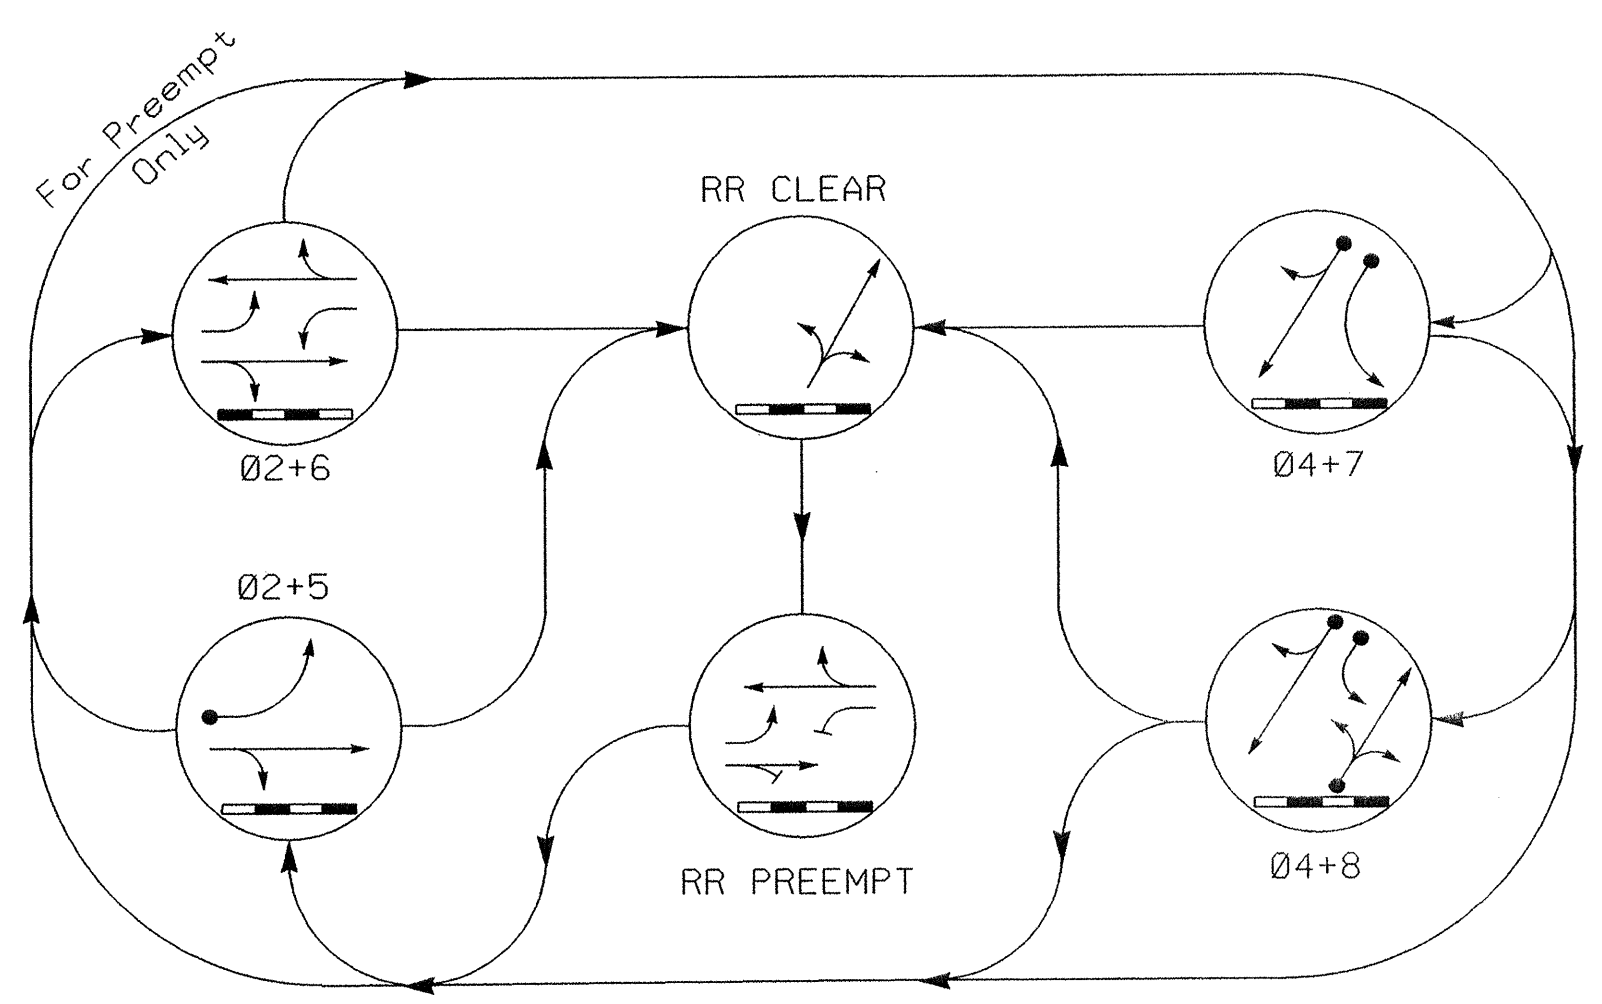 For Preempt
Only
RR CLEAR
Ø2+6
Ø4+7
Ø2+5
RR PREEMPT
Ø4+8